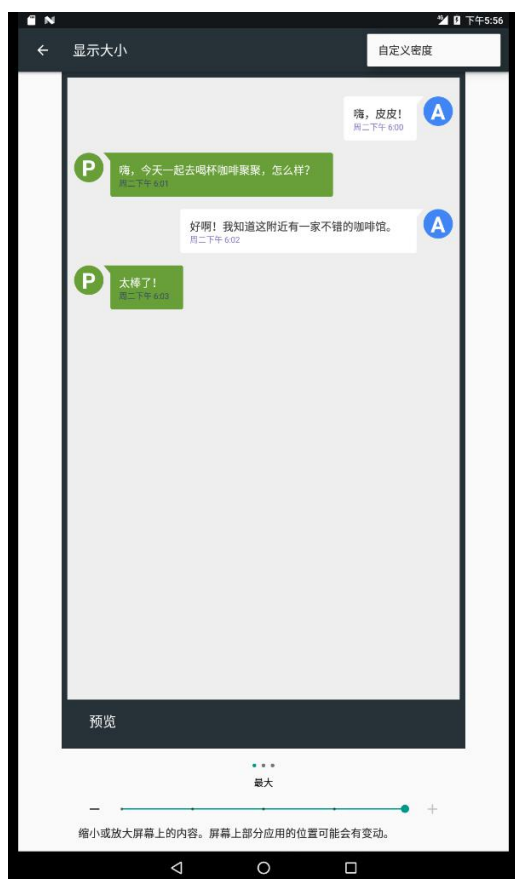 下午5:56
显示大小
自定义密度
嗨，皮皮！
周二下午 6:00
A
P
嗨，今天一起去喝杯咖啡聚聚，怎么样？
周二下午 6:01
好啊！我知道这附近有一家不错的咖啡馆。
周二下午 6:02
A
P
太棒了！
周二下午 6:03
预览
最大
缩小或放大屏幕上的内容。屏幕上部分应用的位置可能会有变动。